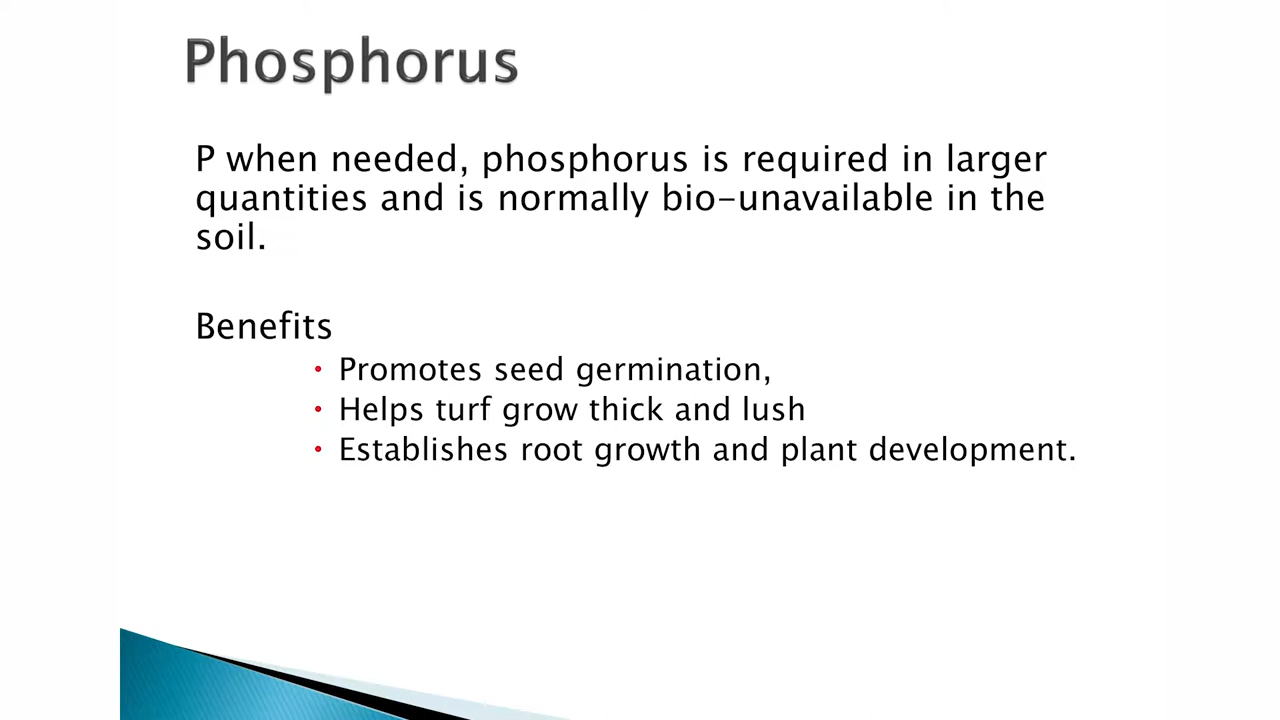 Phosphorus
P when needed, phosphorus is required in larger
quantities and is normally bio-unavailable in the
soil.
Benefits
• Promotes seed germination,
• Helps turf grow thick and lush
• Establishes root growth and plant development.